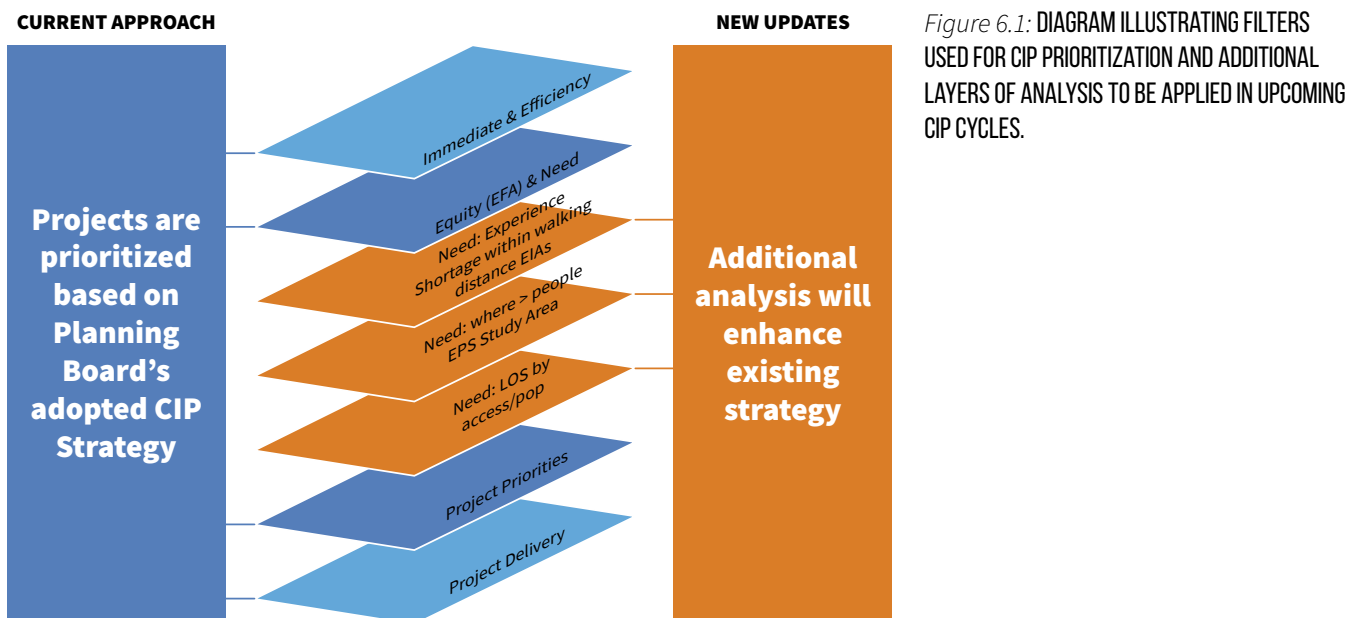 CURRENT APPROACH
Projects are
prioritized
based on
Planning
Board’s
adopted CIP
Strategy
Immediate & Efficiency
Equity (EFA) & Need
Need: Experience
Shortage within walking
distance EIAs
Need: where > people
EPS Study Area
Need: LOS by
access/pop
Project Priorities
Project Delivery
NEW UPDATES
Additional
analysis will
enhance
existing
strategy
Figure 6.1: DIAGRAM ILLUSTRATING FILTERS
USED FOR CIP PRIORITIZATION AND ADDITIONAL
LAYERS OF ANALYSIS TO BE APPLIED IN UPCOMING
CIP CYCLES.